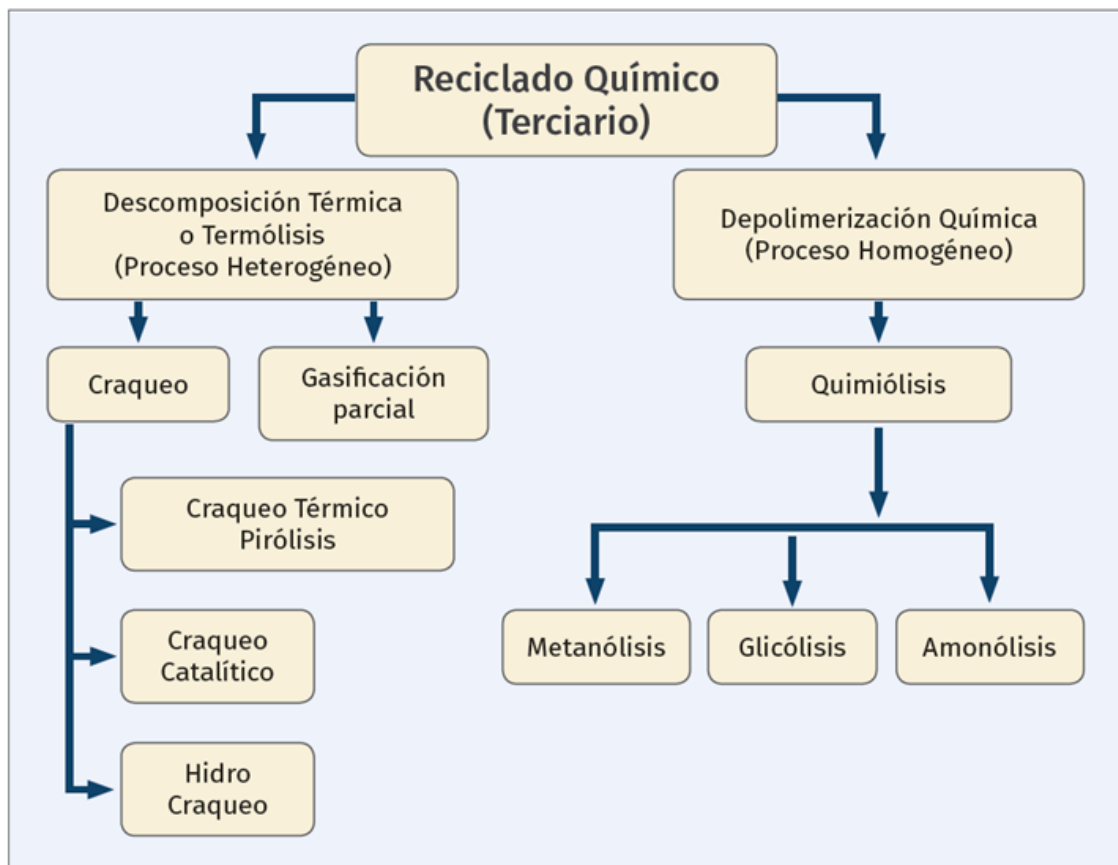 Reciclado Químico
(Terciario)
Descomposición Térmica
o Termólisis
(Proceso Heterogéneo)
Depolimerización Química
(Proceso Homogéneo)
Craqueo
Gasificación
parcial
Quimiólisis
Craqueo Térmico
Pirólisis
Craqueo
Catalítico
Hidro
Craqueo
Metanólisis
Glicólisis
Amonólisis